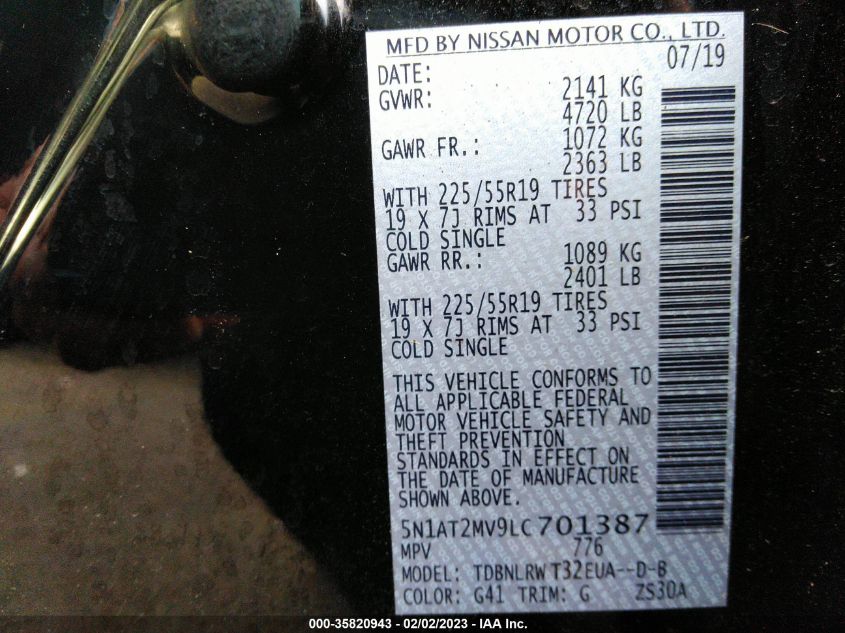 MFD BY NISSAN MOTOR CO., LTD.
DATE: 07/19
GVWR: 2141 KG
4720 LB
GAWR FR.: 1072 KG
2363 LB
WITH 225/55R19 TIRES
19 X 7J RIMS AT 33 PSI
COLD SINGLE
GAWR RR.: 1089 KG
2401 LB
WITH 225/55R19 TIRES
19 X 7J RIMS AT 33 PSI
COLD SINGLE
THIS VEHICLE CONFORMS TO
ALL APPLICABLE FEDERAL
MOTOR VEHICLE SAFETY AND
THEFT PREVENTION
STANDARDS IN EFFECT ON
THE DATE OF MANUFACTURE
SHOWN ABOVE.
5N1AT2MV9LC701387
MPV 776
MODEL: TDBNLRW T32EUA--D-B
COLOR: G41 TRIM: G ZS30A
000-35820943 - 02/02/2023 - IAA Inc.